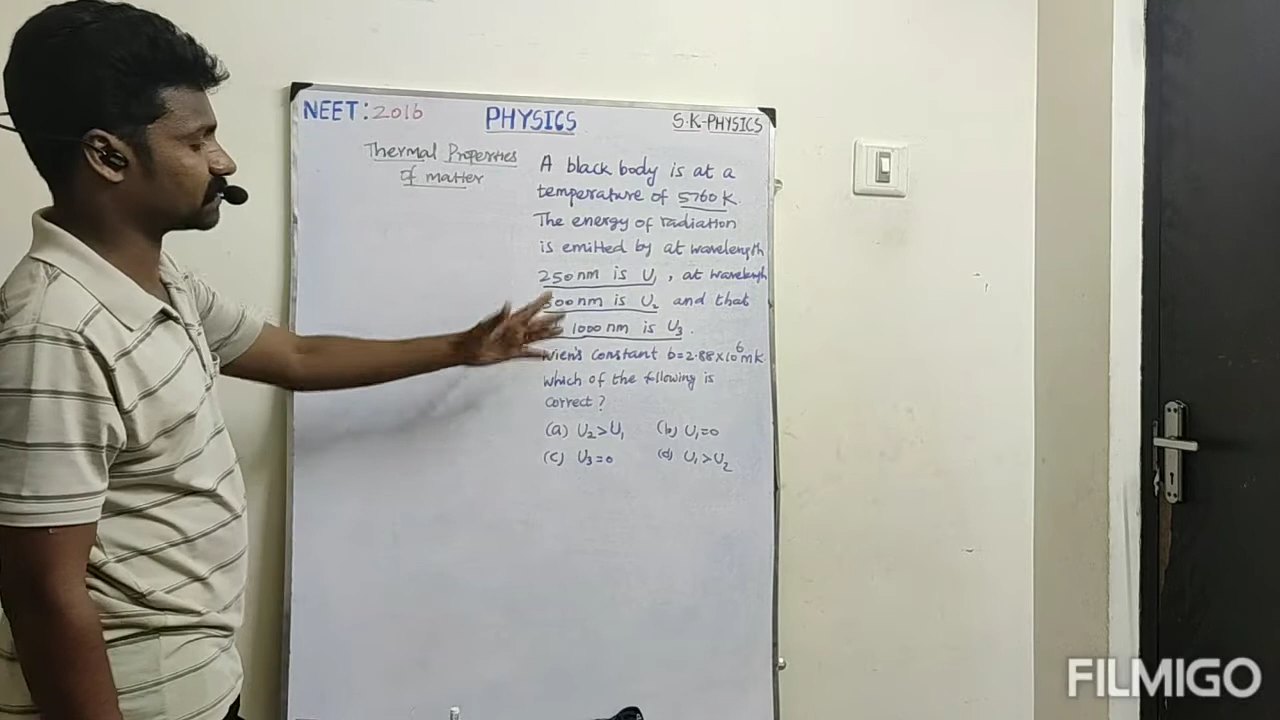 NEET: 2016
PHYSICS
S.K-PHYSICS
Thermal Properties
of matter
A black body is at a
temperature of 5760 K.
The energy of radiation
is emitted by at wavelength
250 nm is U1, at wavelength
500 nm is U2 and that
1000 nm is U3.
Wien's constant b=2.88×10^6 mk
which of the following is
correct?
(a) U2>U1 (b) U1=0
(c) U3=0 (d) U1>U2
FILMIGO